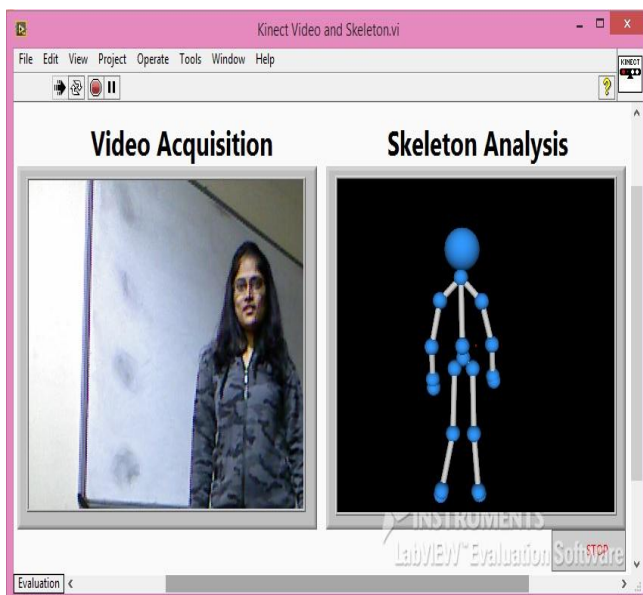 Kinect Video and Skeleton.vi
File Edit View Project Operate Tools Window Help
KINECT
Video Acquisition
Skeleton Analysis
INSTRUMENTS
LabVIEW™ Evaluation Software
STOP
Evaluation